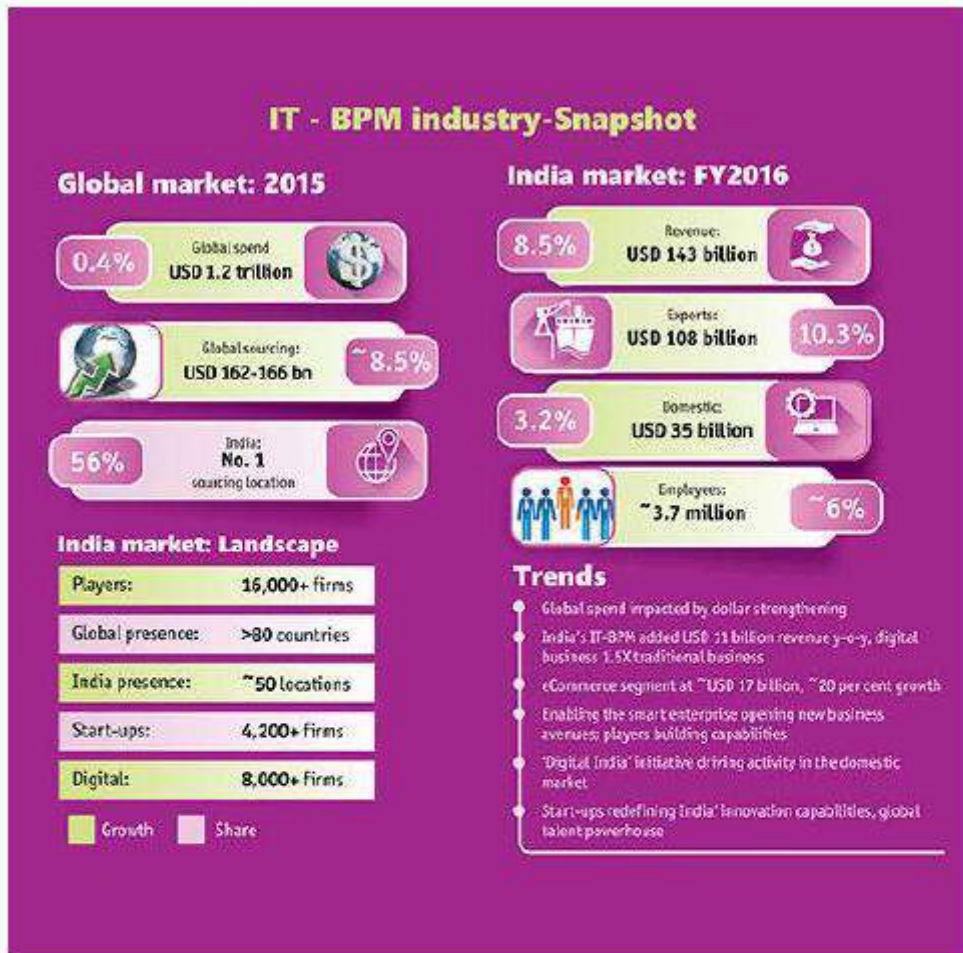 IT - BPM industry-Snapshot
Global market: 2015
0.4%
Global spend
USD 1.2 trillion
Global sourcing:
USD 162-166 bn
~8.5%
56%
India:
No. 1
sourcing location
India market: Landscape
Players: 16,000+ firms
Global presence: >80 countries
India presence: ~50 locations
Start-ups: 4,200+ firms
Digital: 8,000+ firms
Growth Share
India market: FY2016
8.5%
Revenue:
USD 143 billion
Exports:
USD 108 billion
10.3%
3.2%
Domestic:
USD 35 billion
Employees:
~3.7 million
~6%
Trends
Global spend impacted by dollar strengthening
India's IT-BPM added USD 11 billion revenue y-o-y, digital
business 1.5X traditional business
eCommerce segment at ~USD 17 billion, ~20 per cent growth
Enabling the smart enterprise opening new business
avenues; players building capabilities
'Digital India' initiative driving activity in the domestic
market
Start-ups redefining India' innovation capabilities, global
talent powerhouse